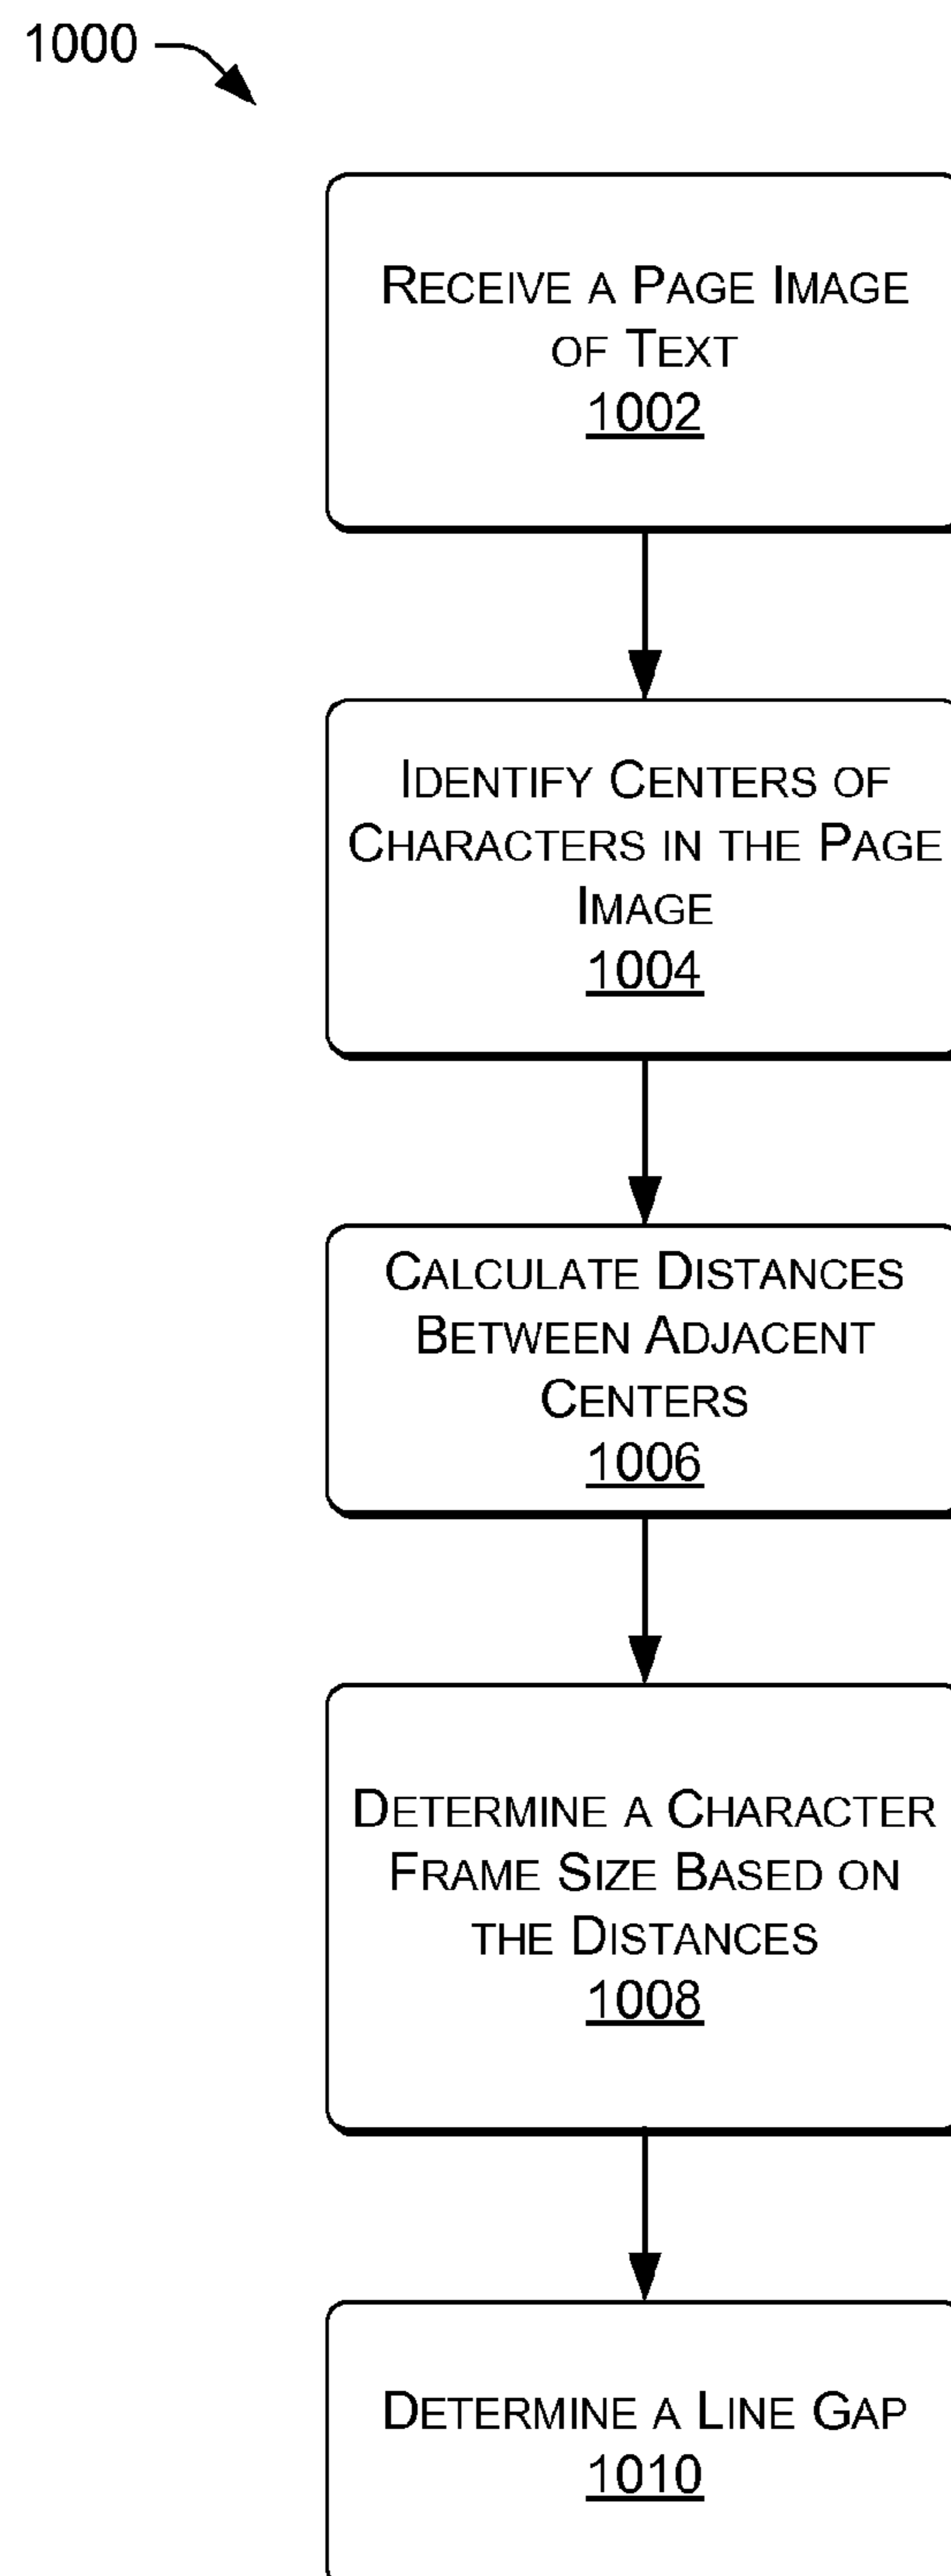 1000
RECEIVE A PAGE IMAGE
OF TEXT
1002
IDENTIFY CENTERS OF
CHARACTERS IN THE PAGE
IMAGE
1004
CALCULATE DISTANCES
BETWEEN ADJACENT
CENTERS
1006
DETERMINE A CHARACTER
FRAME SIZE BASED ON
THE DISTANCES
1008
DETERMINE A LINE GAP
1010